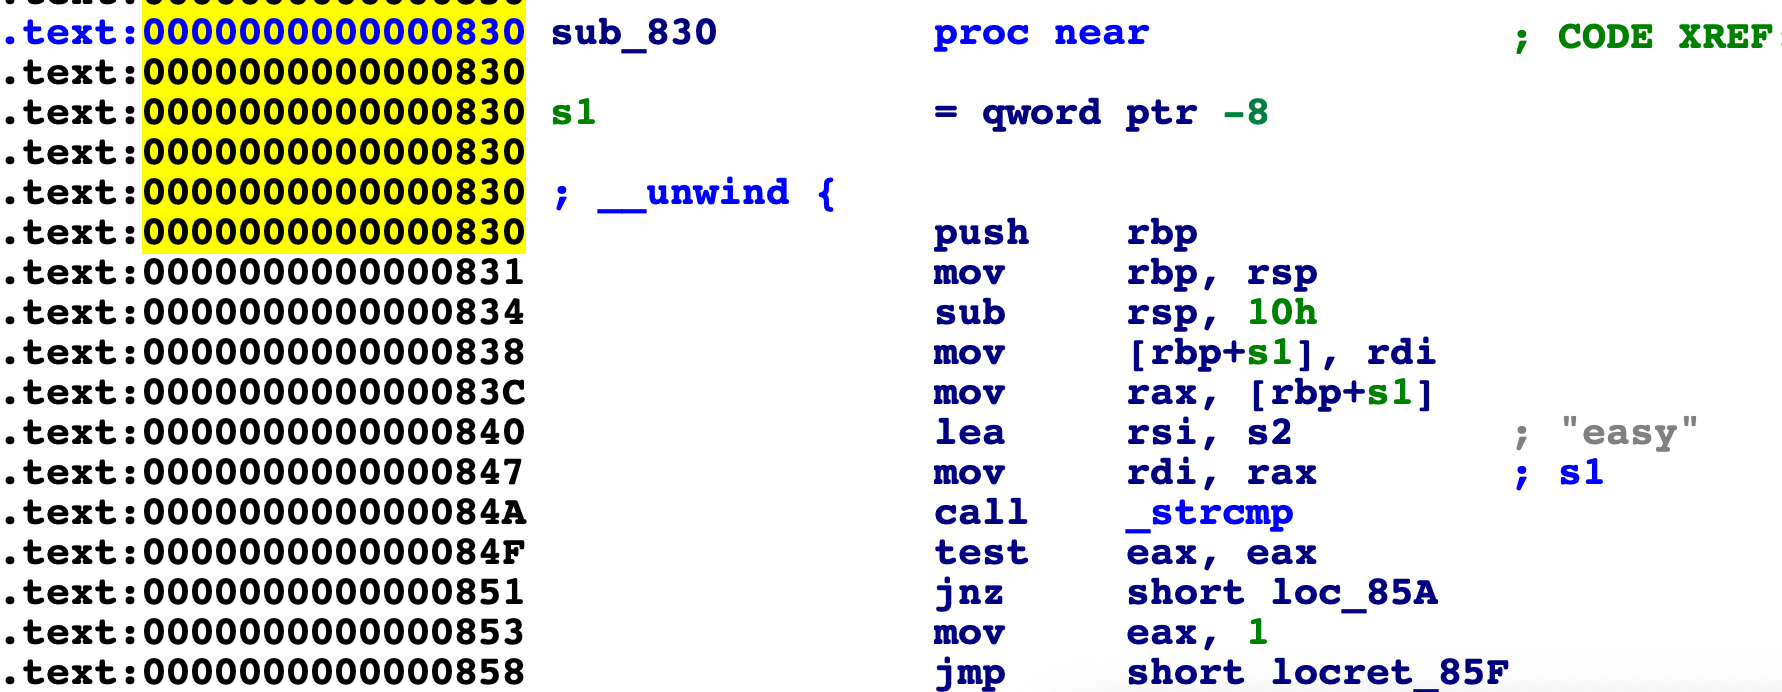 .text:0000000000000830 sub_830 proc near ; CODE XREF
.text:0000000000000830
.text:0000000000000830 s1 = qword ptr -8
.text:0000000000000830
.text:0000000000000830 ; __unwind {
.text:0000000000000830 push rbp
.text:0000000000000831 mov rbp, rsp
.text:0000000000000834 sub rsp, 10h
.text:0000000000000838 mov [rbp+s1], rdi
.text:000000000000083C mov rax, [rbp+s1]
.text:0000000000000840 lea rsi, s2 ; "easy"
.text:0000000000000847 mov rdi, rax ; s1
.text:000000000000084A call _strcmp
.text:000000000000084F test eax, eax
.text:0000000000000851 jnz short loc_85A
.text:0000000000000853 mov eax, 1
.text:0000000000000858 jmp short locret_85F